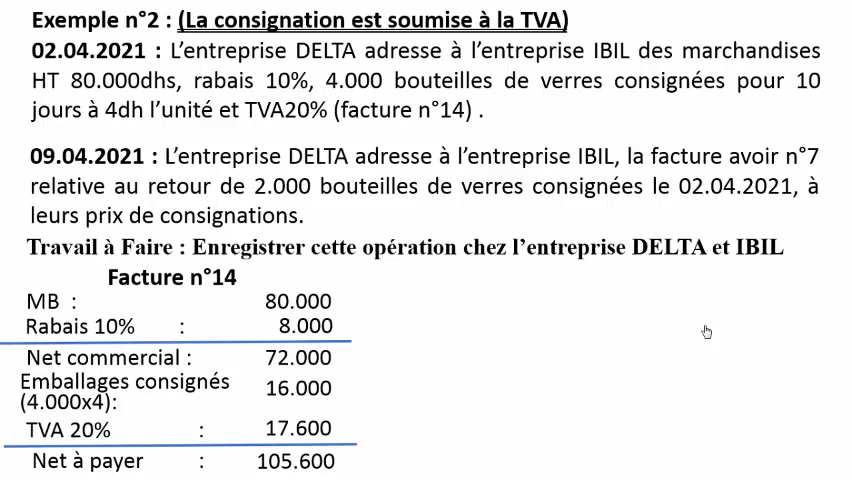 Exemple n°2 : (La consignation est soumise à la TVA)
02.04.2021 : L’entreprise DELTA adresse à l’entreprise IBIL des marchandises
HT 80.000dhs, rabais 10%, 4.000 bouteilles de verres consignées pour 10
jours à 4dh l’unité et TVA20% (facture n°14) .
09.04.2021 : L’entreprise DELTA adresse à l’entreprise IBIL, la facture avoir n°7
relative au retour de 2.000 bouteilles de verres consignées le 02.04.2021, à
leurs prix de consignations.
Travail à Faire : Enregistrer cette opération chez l’entreprise DELTA et IBIL
Facture n°14
MB : 80.000
Rabais 10% : 8.000
Net commercial : 72.000
Emballages consignés
(4.000x4): 16.000
TVA 20% : 17.600
Net à payer : 105.600